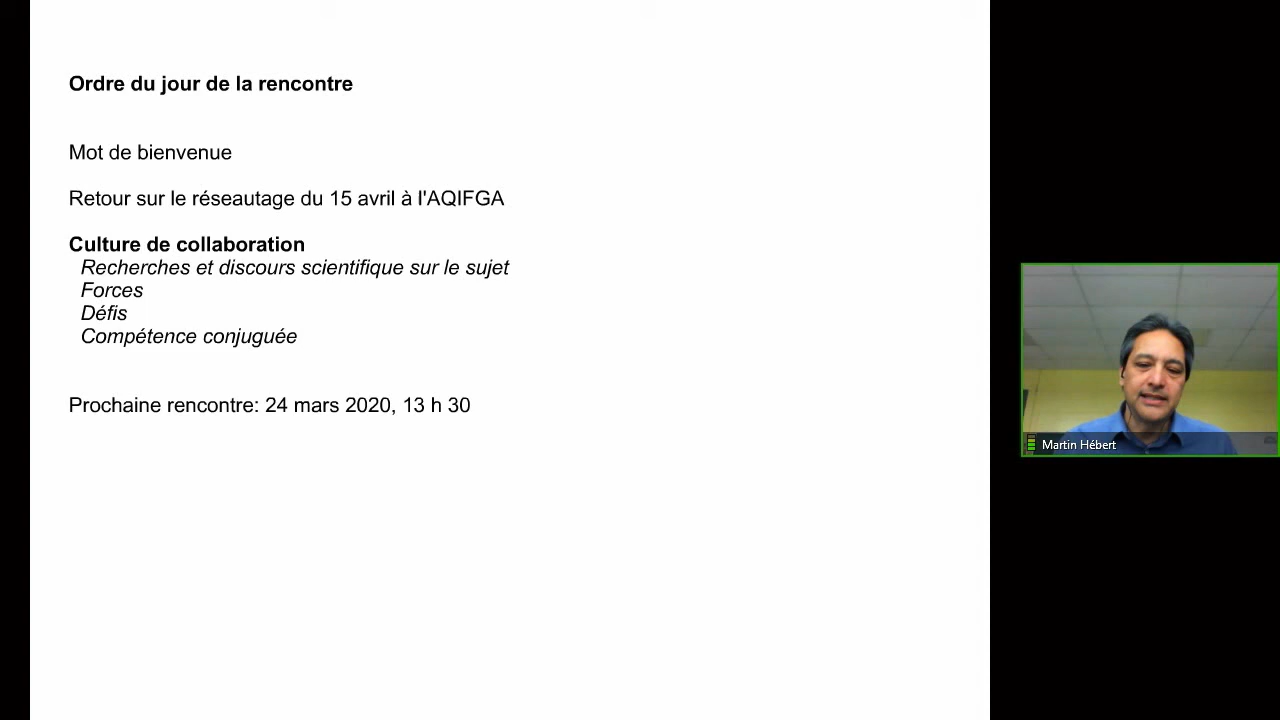 Ordre du jour de la rencontre
Mot de bienvenue
Retour sur le réseautage du 15 avril à l'AQIFGA
Culture de collaboration
Recherches et discours scientifique sur le sujet
Forces
Défis
Compétence conjuguée
Prochaine rencontre: 24 mars 2020, 13 h 30
Martin Hébert